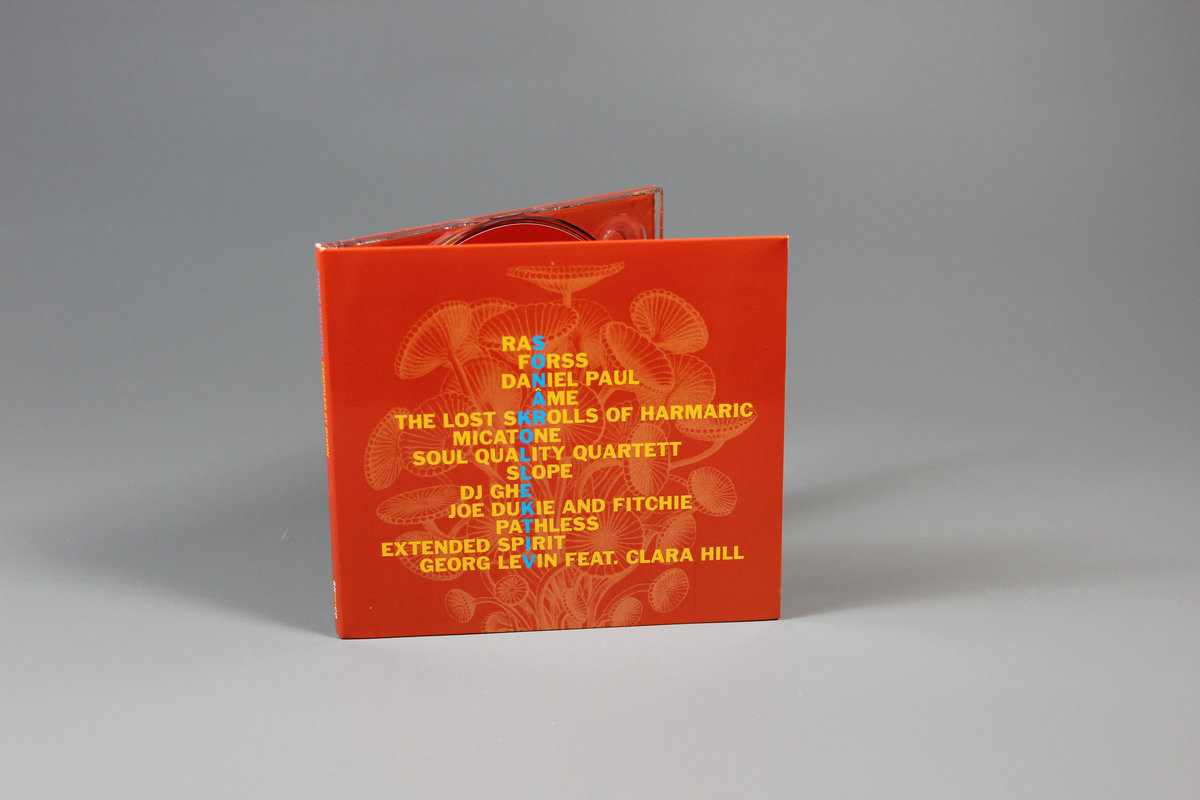 RAS
FORSS
DANIEL PAUL
ÂME
THE LOST SKROLLS OF HARMARIC
MICATONE
SOUL QUALITY QUARTETT
SLOPE
DJ GHE
JOE DUKIE AND FITCHIE
PATHLESS
EXTENDED SPIRIT
GEORG LEVIN FEAT. CLARA HILL